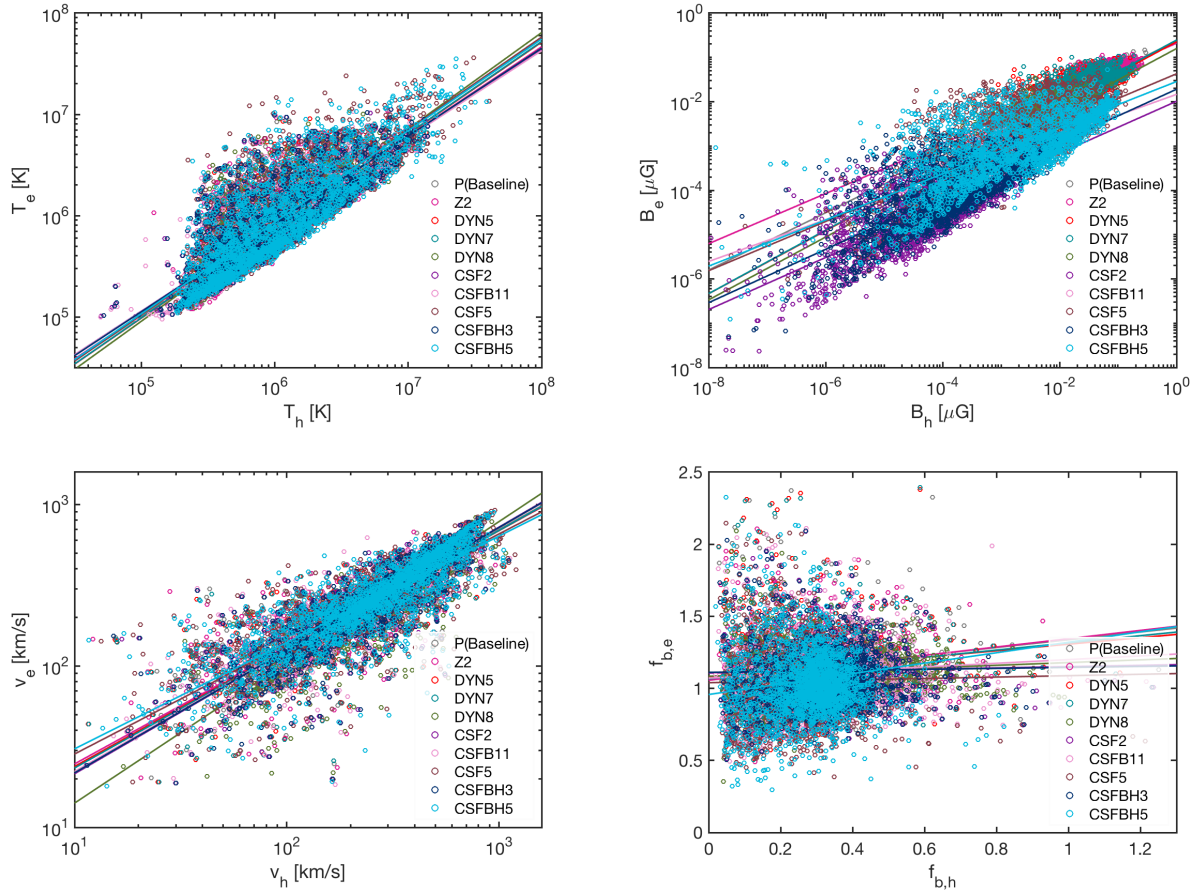 10^8
10^7
10^6
10^5
T_e [K]
10^5 10^6 10^7 10^8
T_h [K]
P(Baseline)
Z2
DYN5
DYN7
DYN8
CSF2
CSFB11
CSF5
CSFBH3
CSFBH5
10^0
10^-2
10^-4
10^-6
10^-8
B_e [μG]
10^-8 10^-6 10^-4 10^-2 10^0
B_h [μG]
P(Baseline)
Z2
DYN5
DYN7
DYN8
CSF2
CSFB11
CSF5
CSFBH3
CSFBH5
10^3
10^2
10^1
v_e [km/s]
10^1 10^2 10^3
v_h [km/s]
P(Baseline)
Z2
DYN5
DYN7
DYN8
CSF2
CSFB11
CSF5
CSFBH3
CSFBH5
2.5
2
1.5
1
0.5
0
f_b,e
0 0.2 0.4 0.6 0.8 1 1.2
f_b,h
P(Baseline)
Z2
DYN5
DYN7
DYN8
CSF2
CSFB11
CSF5
CSFBH3
CSFBH5